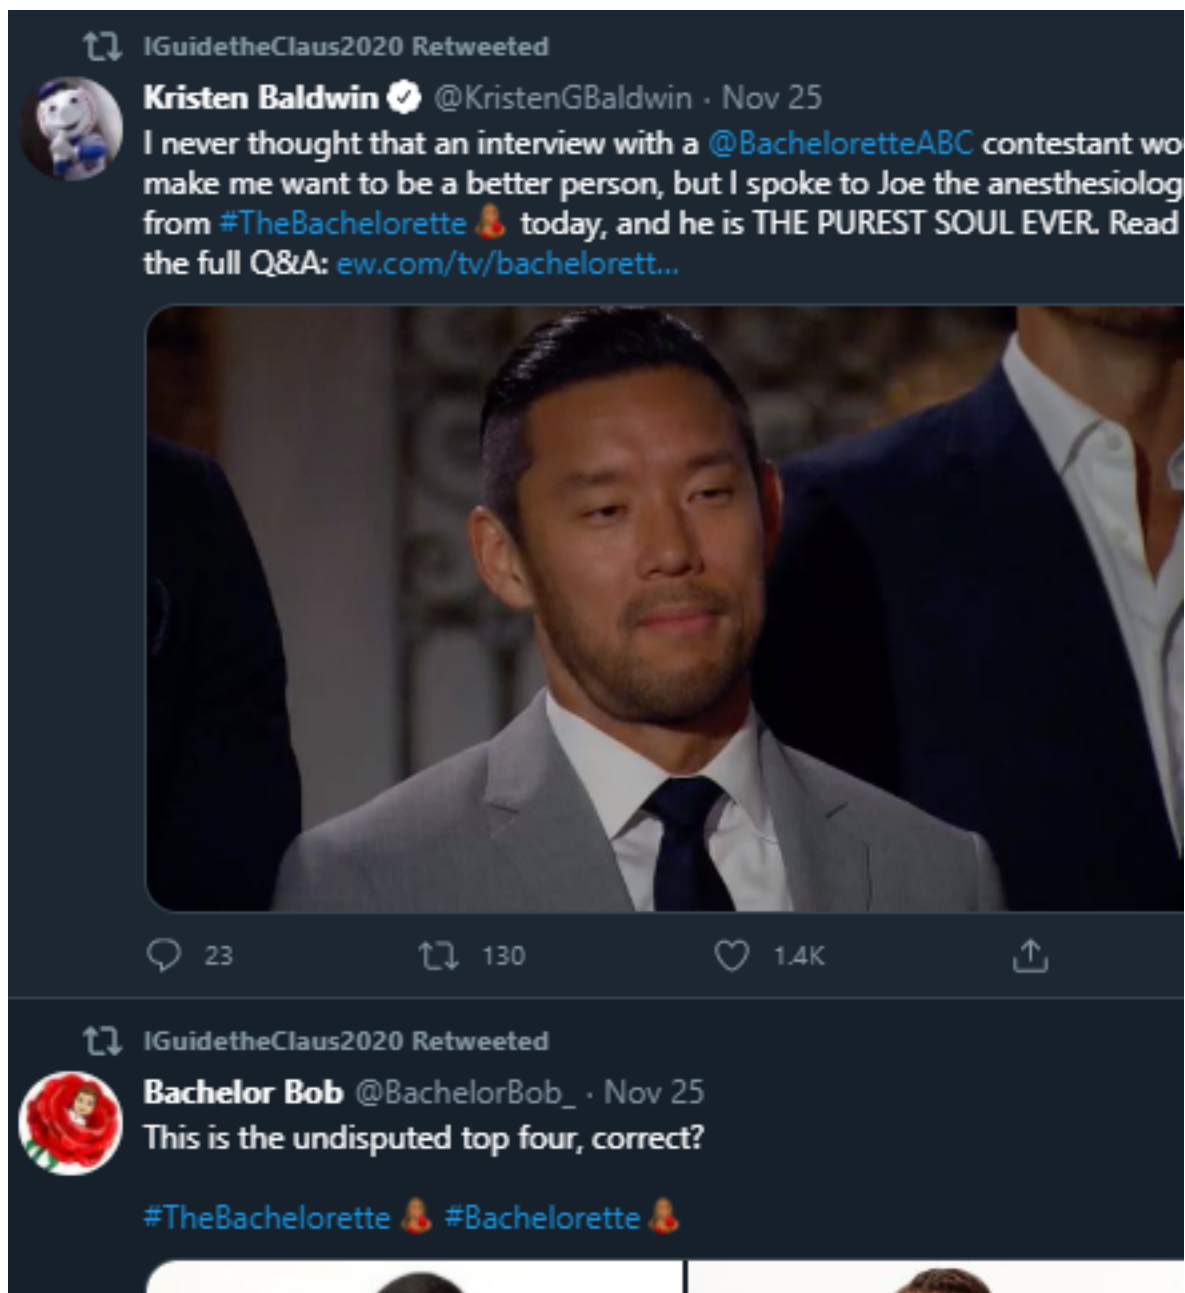 IGuidetheClaus2020 Retweeted
Kristen Baldwin @KristenGBaldwin · Nov 25
I never thought that an interview with a @BacheloretteABC contestant wo
make me want to be a better person, but I spoke to Joe the anesthesiolog
from #TheBachelorette today, and he is THE PUREST SOUL EVER. Read
the full Q&A: ew.com/tv/bachelorett...
23 130 1.4K
IGuidetheClaus2020 Retweeted
Bachelor Bob @BachelorBob_ · Nov 25
This is the undisputed top four, correct?
#TheBachelorette #Bachelorette